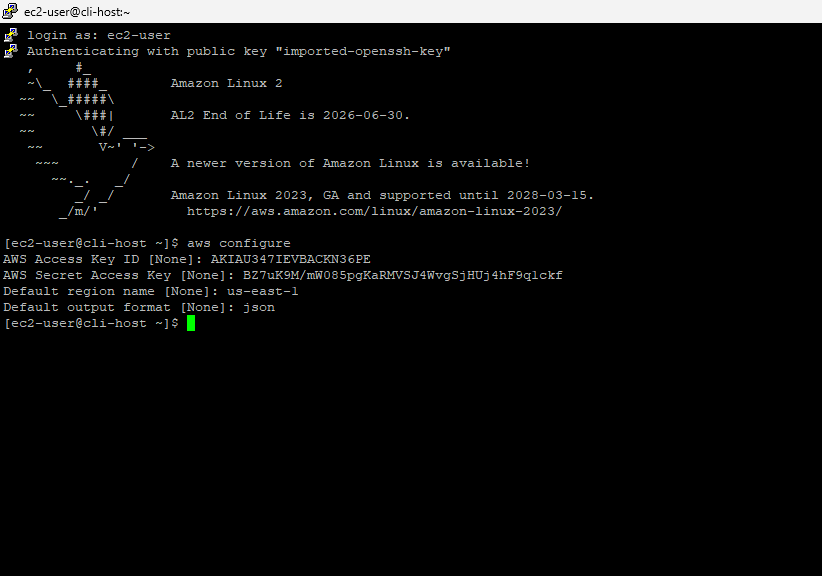 ec2-user@cli-host:~
login as: ec2-user
Authenticating with public key "imported-openssh-key"
   ,     #_
   ~\_  ####_        Amazon Linux 2
  ~~  \_#####\
  ~~     \###|       AL2 End of Life is 2026-06-30.
  ~~       \#/ ___
   ~~       V~' '->
    ~~~         /    A newer version of Amazon Linux is available!
      ~~._.   _/
         _/ _/       Amazon Linux 2023, GA and supported until 2028-03-15.
       _/m/'           https://aws.amazon.com/linux/amazon-linux-2023/
[ec2-user@cli-host ~]$ aws configure
AWS Access Key ID [None]: AKIAU347IEVBACKN36PE
AWS Secret Access Key [None]: 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
Default region name [None]: us-east-1
Default output format [None]: json
[ec2-user@cli-host ~]$